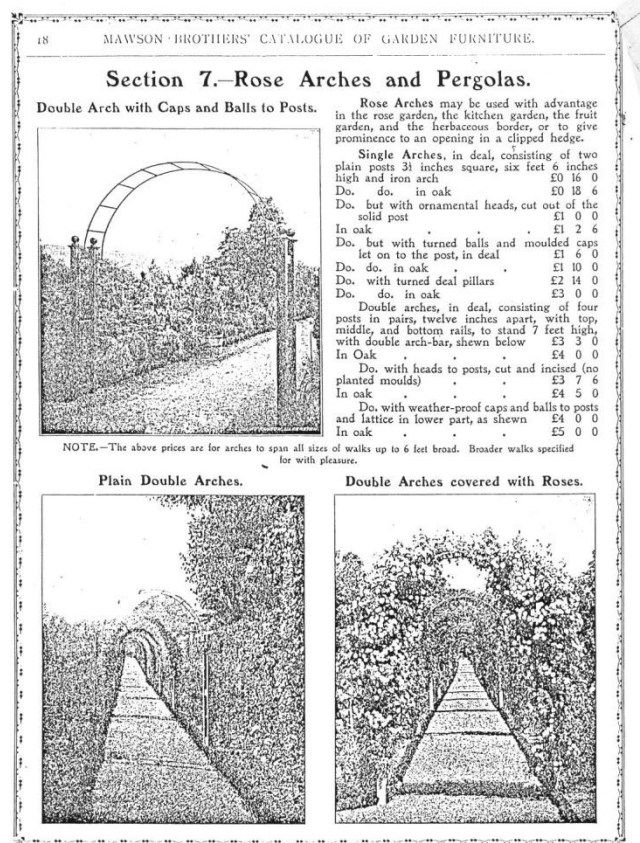 18 MAWSON BROTHERS' CATALOGUE OF GARDEN FURNITURE.
Section 7.—Rose Arches and Pergolas.
Double Arch with Caps and Balls to Posts.
Rose Arches may be used with advantage
in the rose garden, the kitchen garden, the fruit
garden, and the herbaceous border, or to give
prominence to an opening in a clipped hedge.
Single Arches, in deal, consisting of two
plain posts 3½ inches square, six feet 6 inches
high and iron arch £0 16 0
Do. do. in oak £0 18 6
Do. but with ornamental heads, cut out of the
solid post £1 0 0
In oak . . . £1 2 6
Do. but with turned balls and moulded caps
let on to the post, in deal £1 6 0
Do. do. in oak . . £1 10 0
Do. with turned deal pillars £2 14 0
Do. do. in oak £3 0 0
Double arches, in deal, consisting of four
posts in pairs, twelve inches apart, with top,
middle, and bottom rails, to stand 7 feet high,
with double arch-bar, shewn below £3 3 0
In Oak . . . £4 0 0
Do. with heads to posts, cut and incised (no
planted moulds) . . £3 7 6
In oak . . . £4 5 0
Do. with weather-proof caps and balls to posts
and lattice in lower part, as shewn £4 0 0
In oak . . . £5 0 0
NOTE.—The above prices are for arches to span all sizes of walks up to 6 feet broad. Broader walks specified
for with pleasure.
Plain Double Arches.
Double Arches covered with Roses.